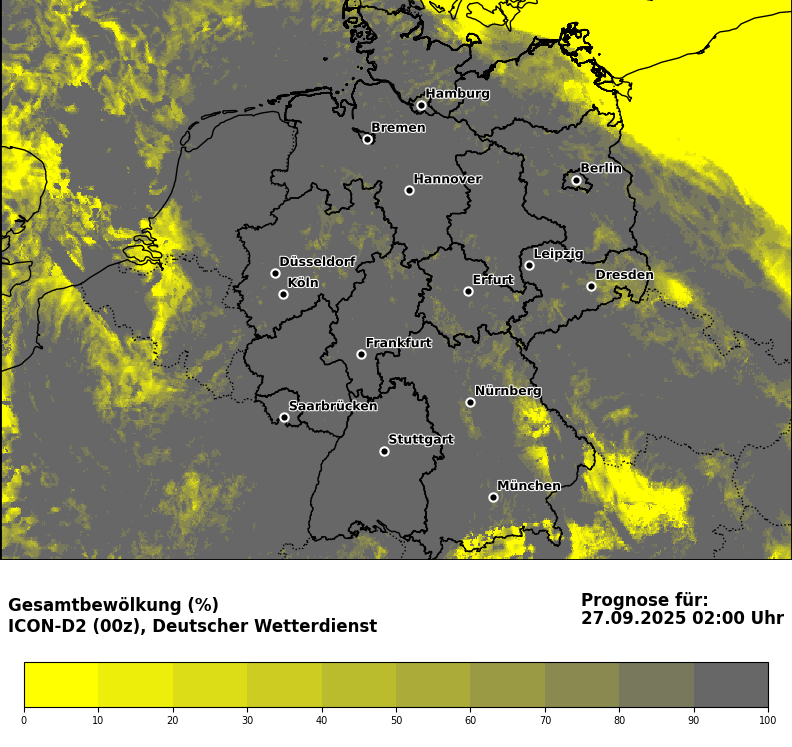 Hamburg
Bremen
Berlin
Hannover
Leipzig
Düsseldorf
Dresden
Köln
Erfurt
Frankfurt
Nürnberg
Saarbrücken
Stuttgart
München
Gesamtbewölkung (%)
ICON-D2 (00z), Deutscher Wetterdienst
Prognose für:
27.09.2025 02:00 Uhr
0 10 20 30 40 50 60 70 80 90 100